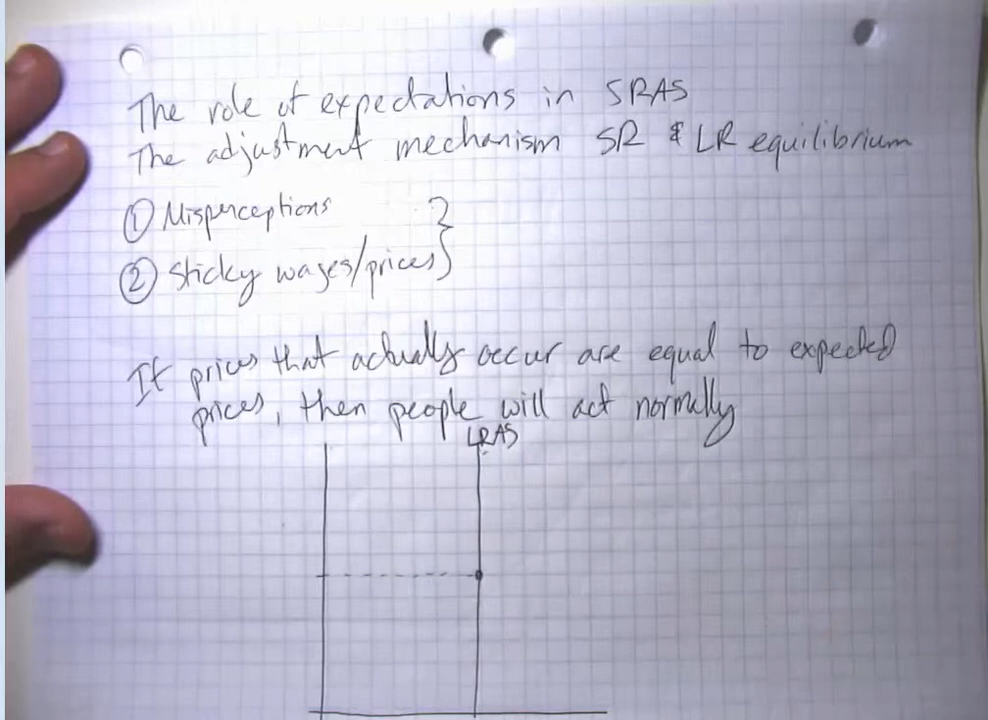 The role of expectations in SRAS
The adjustment mechanism SR & LR equilibrium
① Misperceptions
② Sticky wages/prices
If prices that actually occur are equal to expected
prices, then people will act normally
LRAS